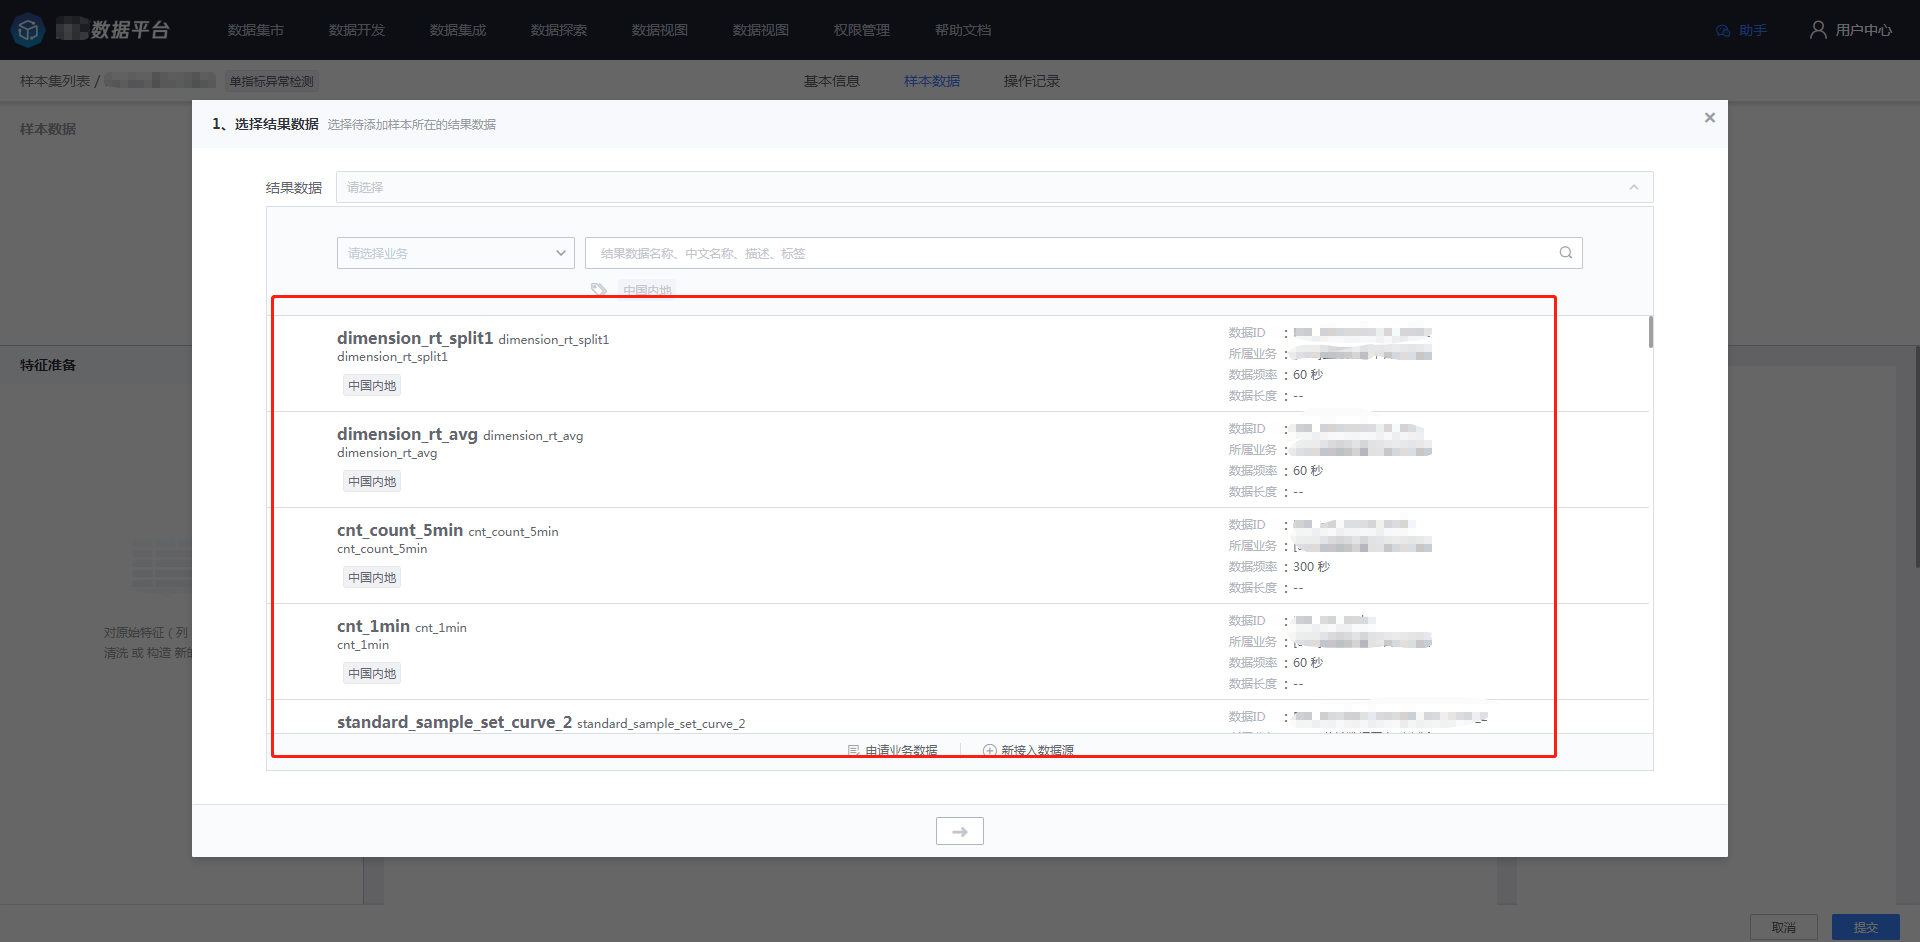 数据平台 数据集市 数据开发 数据集成 数据探索 数据视图 数据视图 权限管理 帮助文档 助手 用户中心
样本集列表 / 单指标异常检测 基本信息 样本数据 操作记录
样本数据
1、选择结果数据 选择待添加样本所在的结果数据 ×
结果数据 请选择
请选择业务 结果数据名称、中文名称、描述、标签
中国内地
dimension_rt_split1 dimension_rt_split1
dimension_rt_split1
中国内地
数据ID :
所属业务 :
数据频率 : 60 秒
数据长度 : --
dimension_rt_avg dimension_rt_avg
dimension_rt_avg
中国内地
数据ID :
所属业务 :
数据频率 : 60 秒
数据长度 : --
cnt_count_5min cnt_count_5min
cnt_count_5min
中国内地
数据ID :
所属业务 :
数据频率 : 300 秒
数据长度 : --
cnt_1min cnt_1min
cnt_1min
中国内地
数据ID :
所属业务 :
数据频率 : 60 秒
数据长度 : --
standard_sample_set_curve_2 standard_sample_set_curve_2
数据ID :
申请业务数据 新接入数据源
特征准备
对原始特征 ( 列
清洗 或 构造 新的
取消 提交